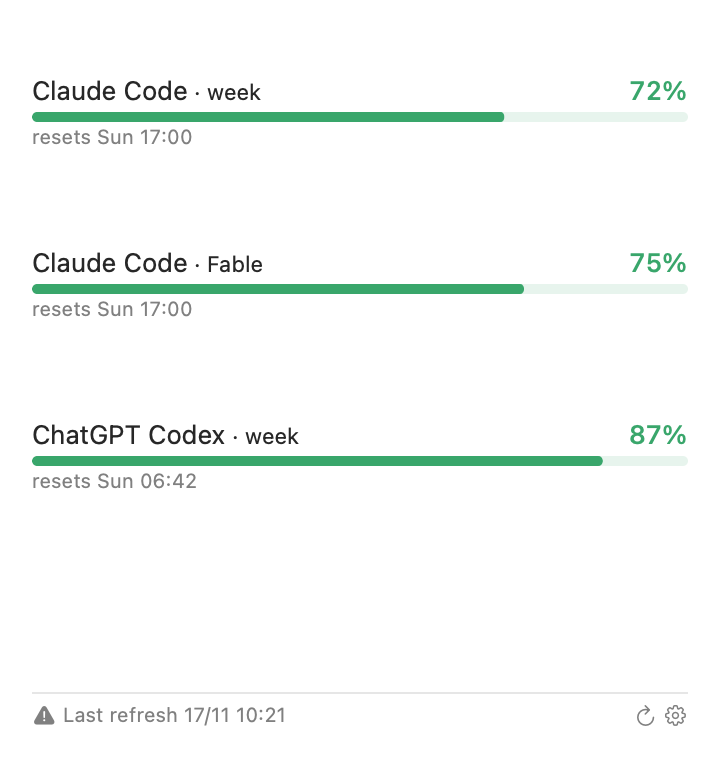 Claude Code · week 72%
resets Sun 17:00
Claude Code · Fable 75%
resets Sun 17:00
ChatGPT Codex · week 87%
resets Sun 06:42
Last refresh 17/11 10:21